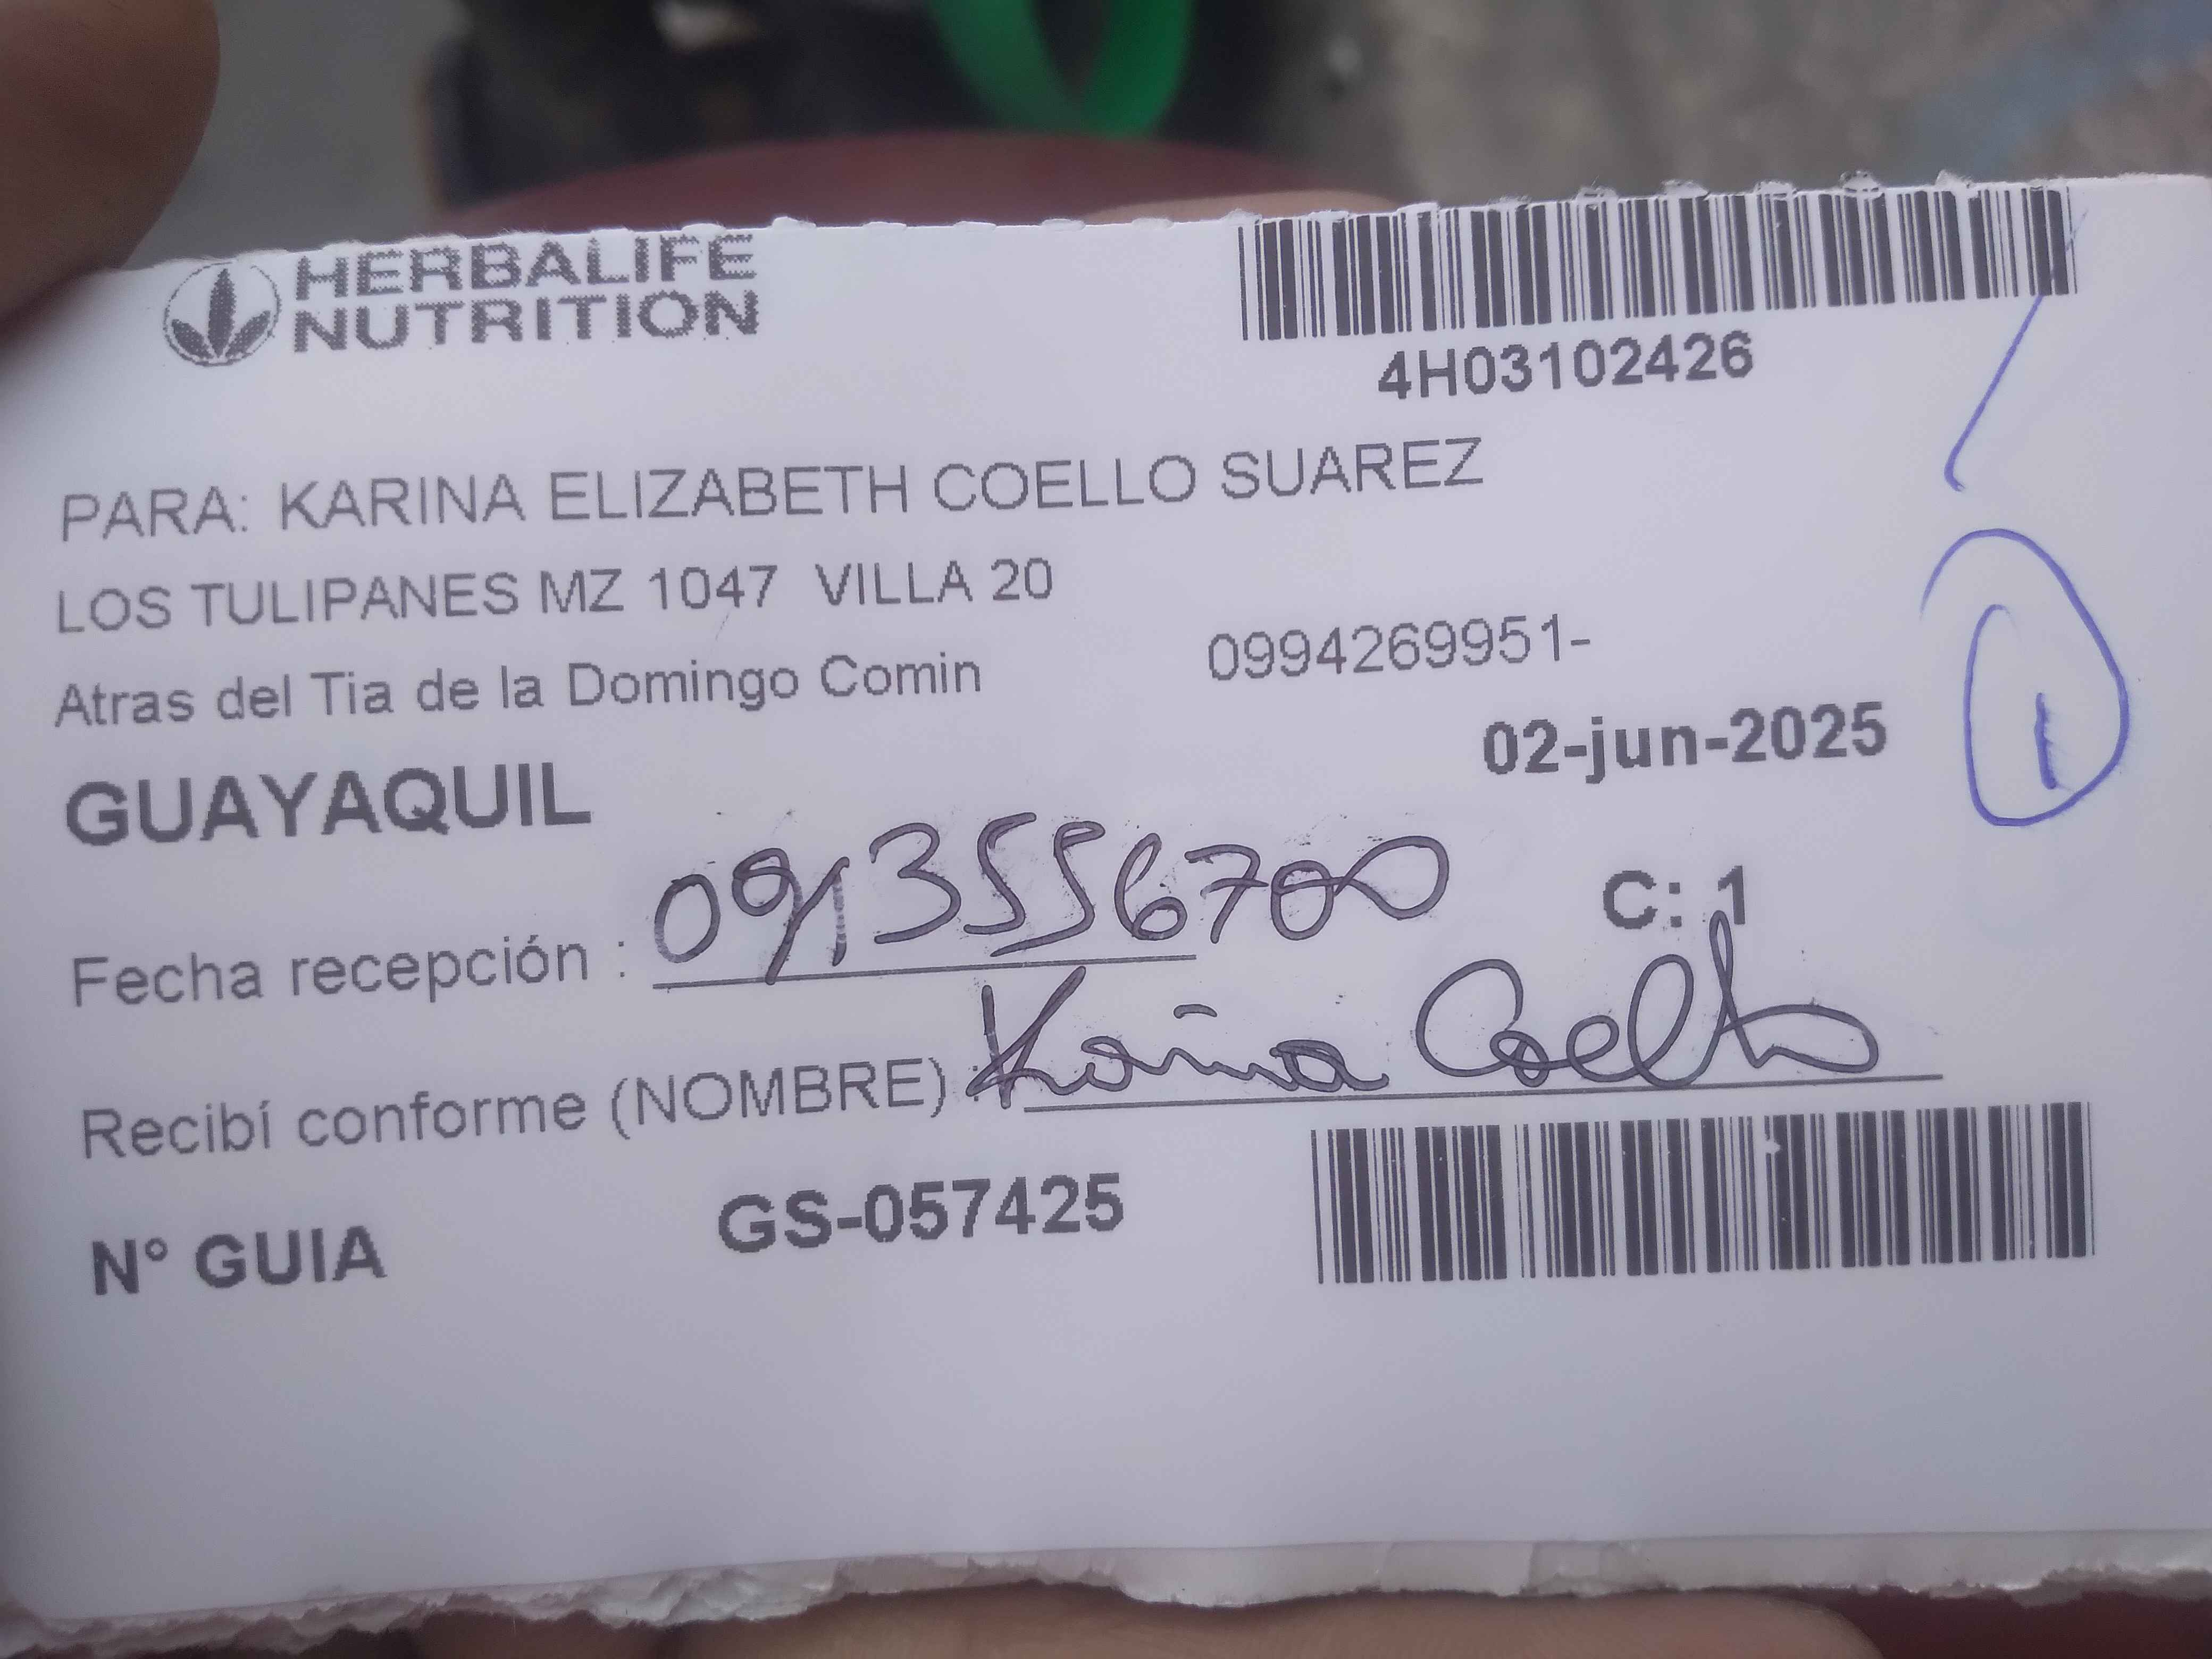 HERBALIFE
NUTRITION
4H03102426
PARA: KARINA ELIZABETH COELLO SUAREZ
LOS TULIPANES MZ 1047 VILLA 20
Atras del Tia de la Domingo Comin 0994269951-
02-jun-2025
1
GUAYAQUIL
Fecha recepción : 0913556700
C: 1
Recibí conforme (NOMBRE) : Karina Coello
N° GUIA GS-057425